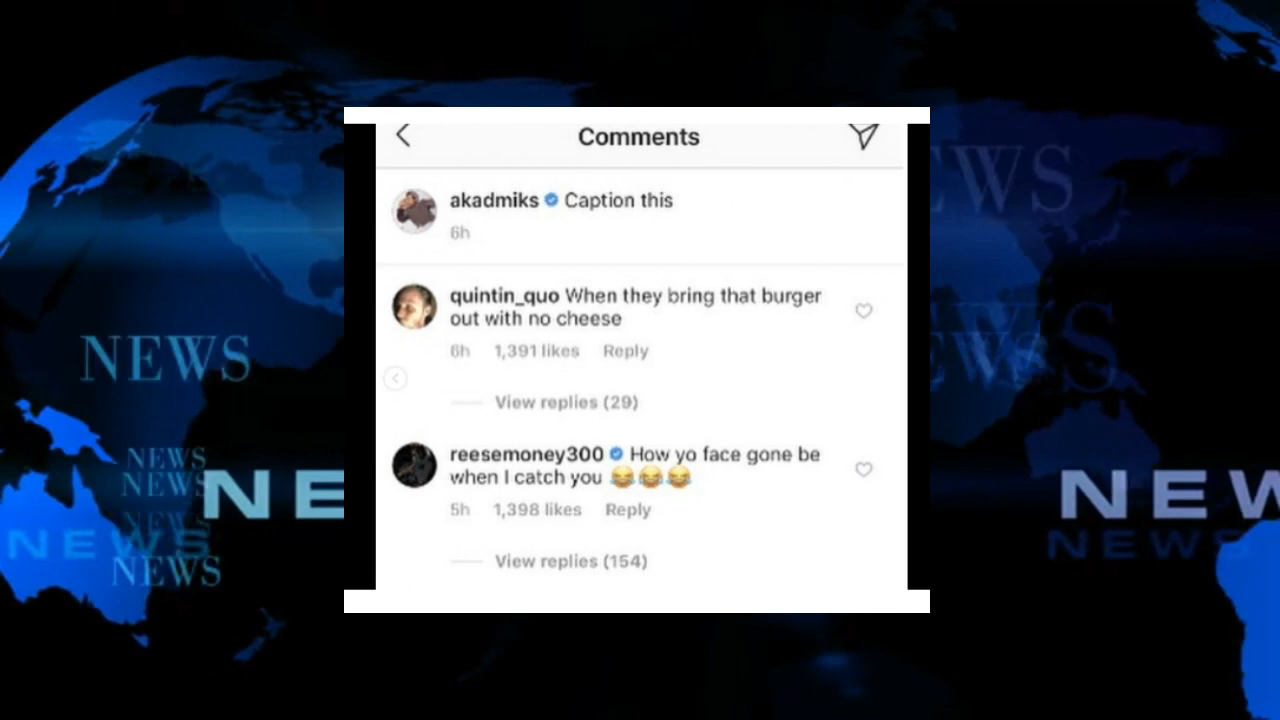 Comments
akadmiks Caption this
6h
quintin_quo When they bring that burger
out with no cheese
6h 1,391 likes Reply
View replies (29)
reesemoney300 How yo face gone be
when I catch you 😂😂😂
5h 1,398 likes Reply
View replies (154)
NEWS
NEWS
NEWS
NEWS
NE
NEWS
NEWS
EWS
EWS
NEW
NEWS